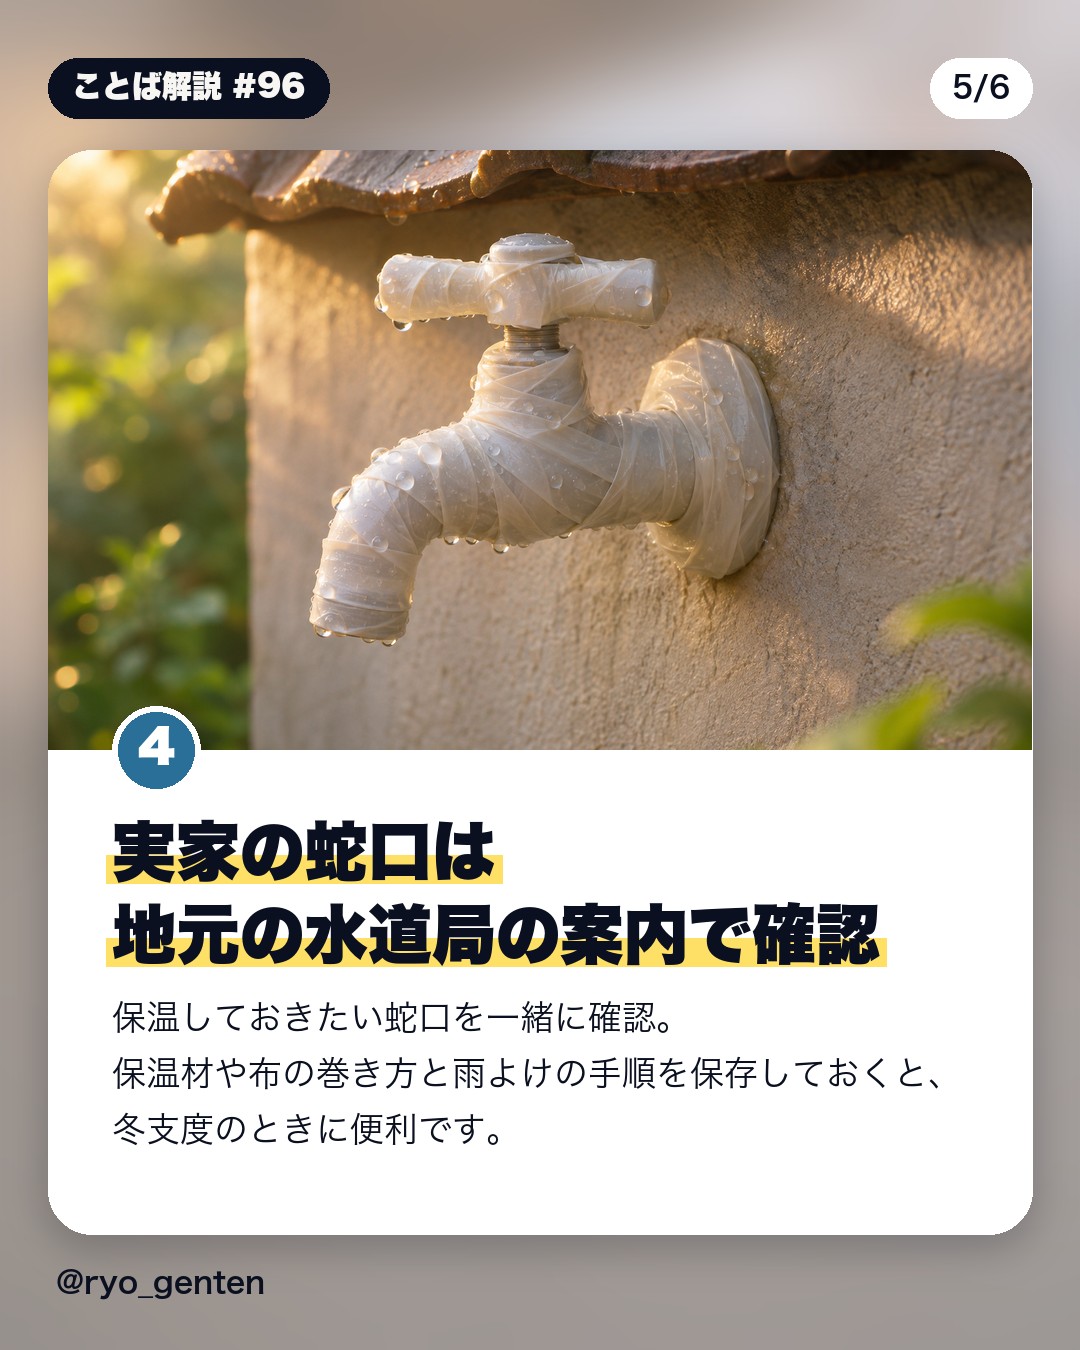 ことば解説 #96
5/6
4
実家の蛇口は
地元の水道局の案内で確認
保温しておきたい蛇口を一緒に確認。
保温材や布の巻き方と雨よけの手順を保存しておくと、
冬支度のときに便利です。
@ryo_genten